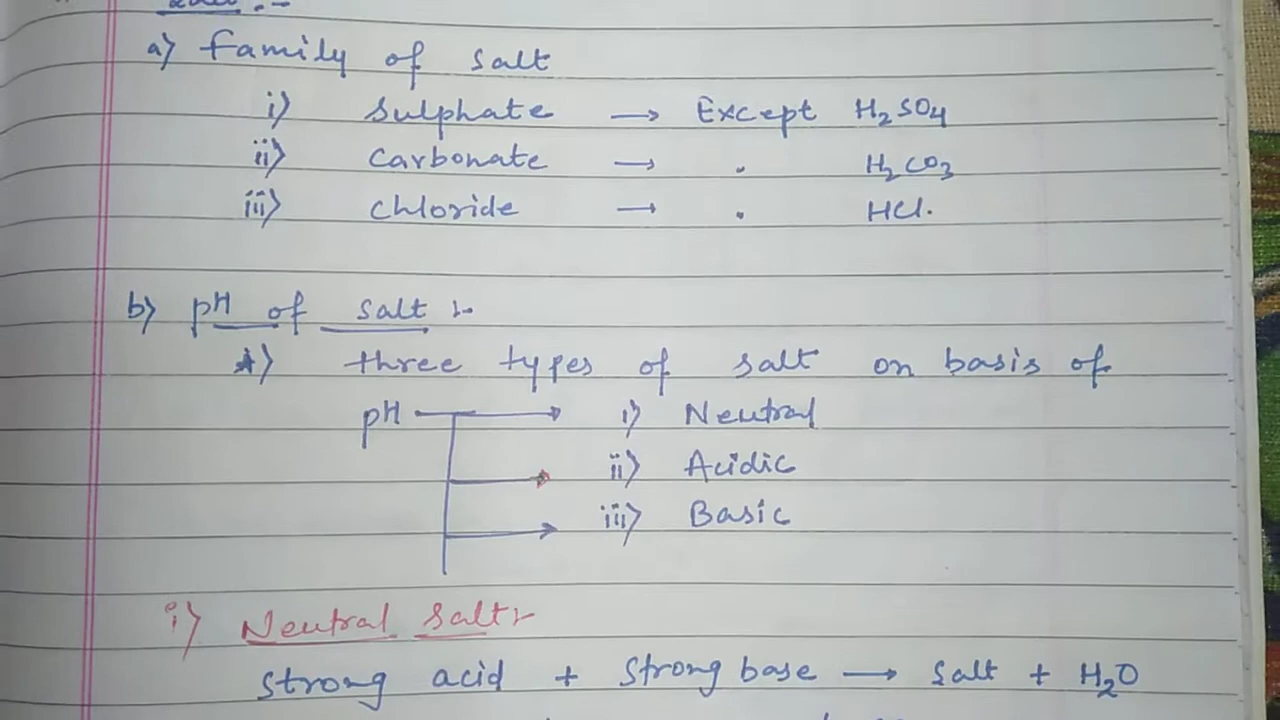 a) family of salt
i) Sulphate → Except H₂SO₄
ii) Carbonate → . H₂CO₃
iii) Chloride → . HCl.
b) pH of salt :-
i) three types of salt on basis of
pH → i) Neutral
→ ii) Acidic
→ iii) Basic
i) Neutral salt:-
Strong acid + Strong base → Salt + H₂O